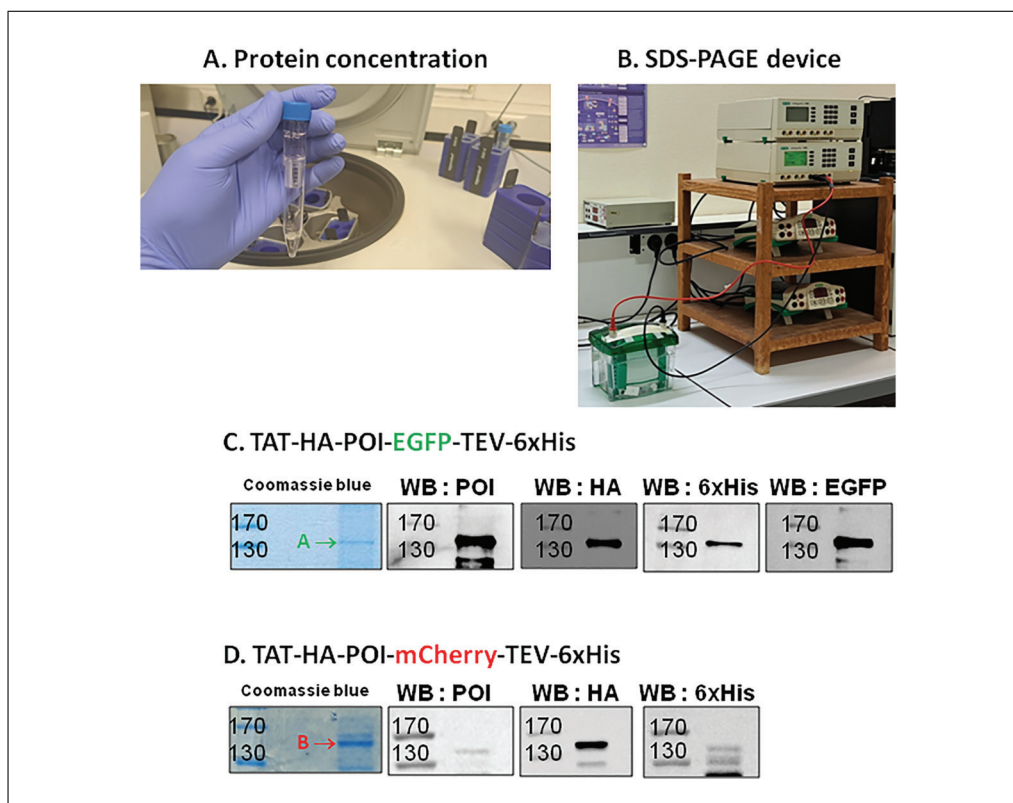 A. Protein concentration
B. SDS-PAGE device
C. TAT-HA-POI-EGFP-TEV-6xHis
Coomassie blue
WB : POI
WB : HA
WB : 6xHis
WB : EGFP
170
130
A →
170
130
170
130
170
130
170
130
D. TAT-HA-POI-mCherry-TEV-6xHis
Coomassie blue
WB : POI
WB : HA
WB : 6xHis
170
130
B →
170
130
170
130
170
130